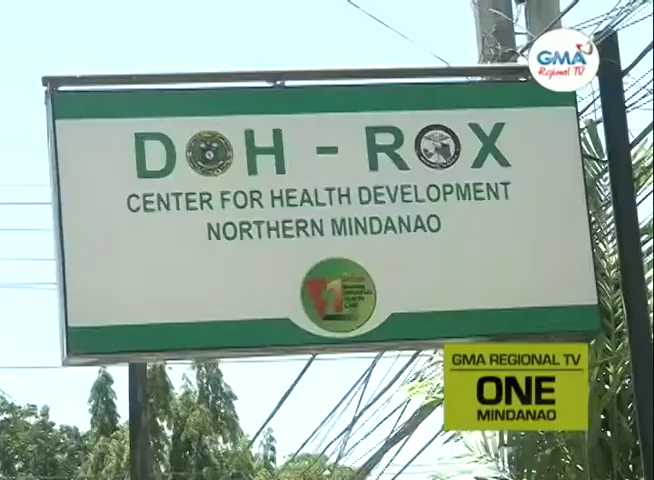 GMA
Regional TV
DOH - ROX
CENTER FOR HEALTH DEVELOPMENT
NORTHERN MINDANAO
GMA REGIONAL TV
ONE
MINDANAO